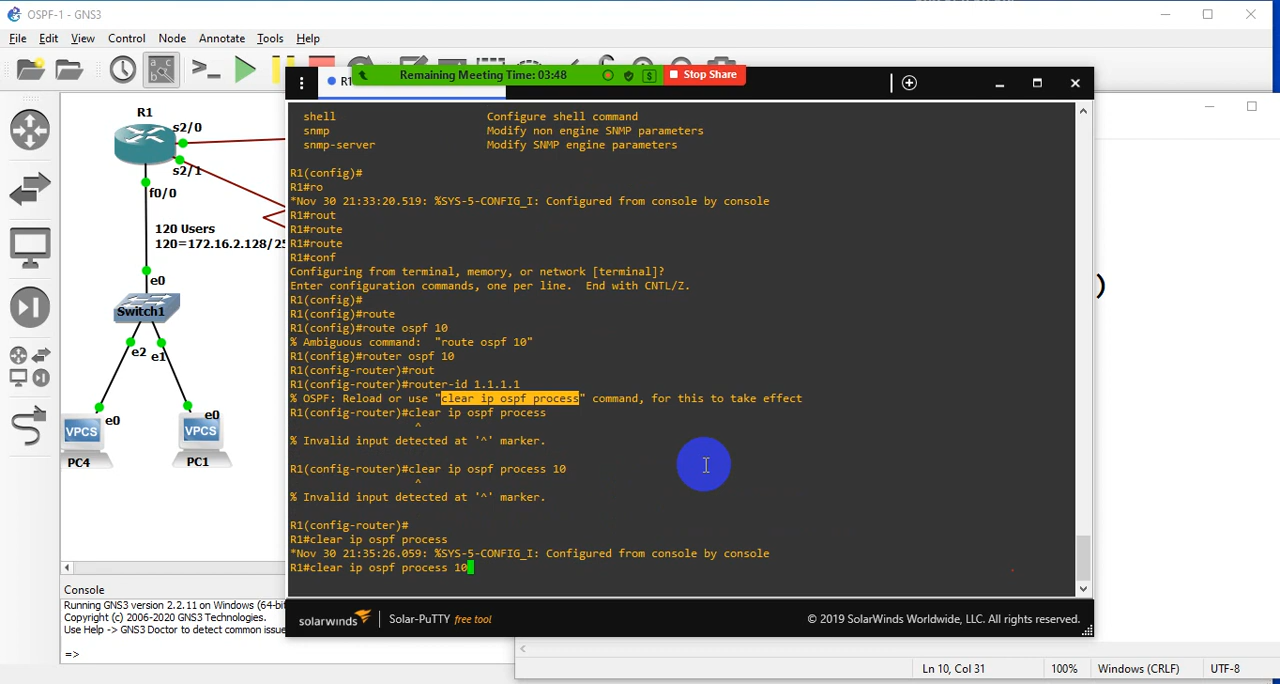 OSPF-1 - GNS3
File Edit View Control Node Annotate Tools Help
Remaining Meeting Time: 03:48
Stop Share
R1
R1
s2/0
s2/1
f0/0
120 Users
120=172.16.2.128/25
e0
Switch1
e2 e1
e0
e0
VPCS
VPCS
PC4
PC1
shell Configure shell command
snmp Modify non engine SNMP parameters
snmp-server Modify SNMP engine parameters
R1(config)#
R1#ro
*Nov 30 21:33:20.519: %SYS-5-CONFIG_I: Configured from console by console
R1#rout
R1#route
R1#route
R1#conf
Configuring from terminal, memory, or network [terminal]?
Enter configuration commands, one per line.  End with CNTL/Z.
R1(config)#
R1(config)#route
R1(config)#route ospf 10
% Ambiguous command:  "route ospf 10"
R1(config)#router ospf 10
R1(config-router)#rout
R1(config-router)#router-id 1.1.1.1
% OSPF: Reload or use "clear ip ospf process" command, for this to take effect
R1(config-router)#clear ip ospf process
^
% Invalid input detected at '^' marker.
R1(config-router)#clear ip ospf process 10
^
% Invalid input detected at '^' marker.
R1(config-router)#
R1#clear ip ospf process
*Nov 30 21:35:26.059: %SYS-5-CONFIG_I: Configured from console by console
R1#clear ip ospf process 10
)
solarwinds Solar-PuTTY free tool © 2019 SolarWinds Worldwide, LLC. All rights reserved.
Console
Running GNS3 version 2.2.11 on Windows (64-bit
Copyright (c) 2006-2020 GNS3 Technologies.
Use Help -> GNS3 Doctor to detect common issue
=>
Ln 10, Col 31 100% Windows (CRLF) UTF-8